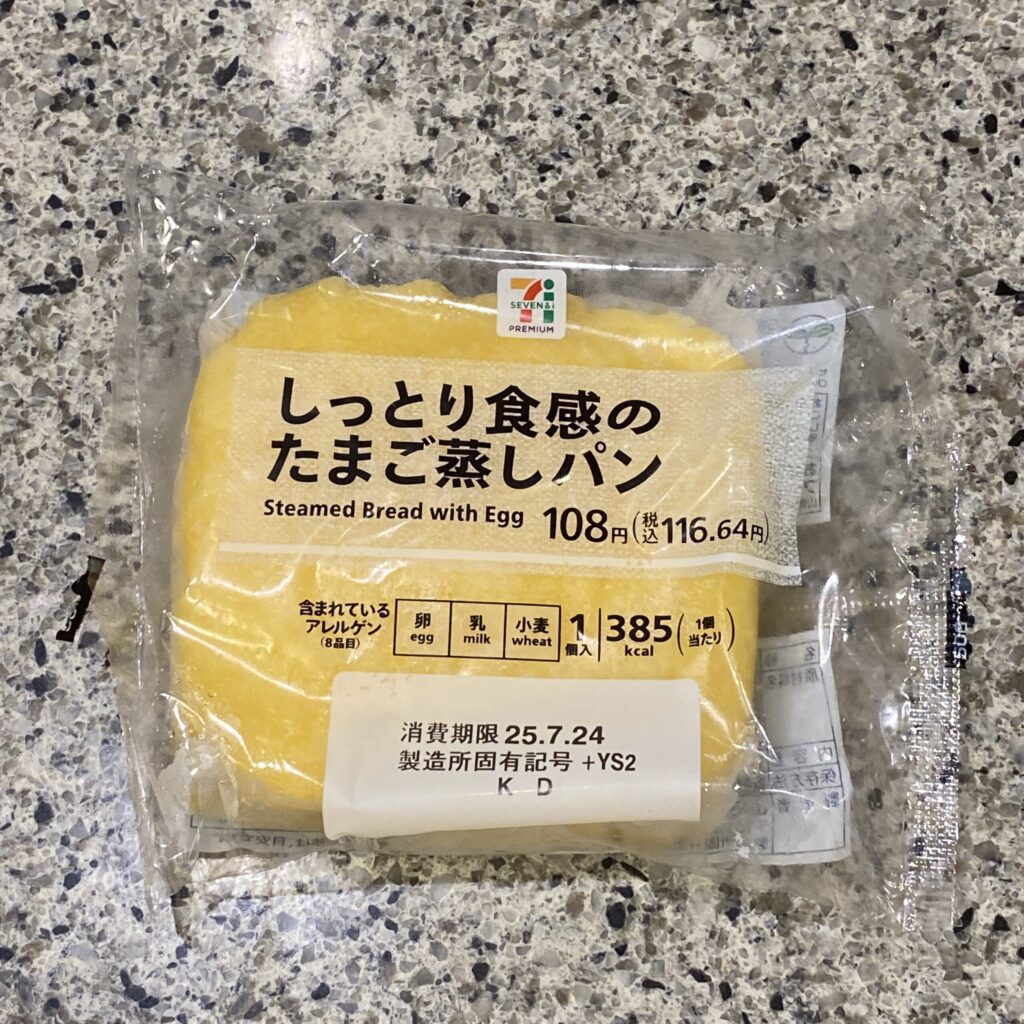 SEVEN&i
PREMIUM
しっとり食感の
たまご蒸しパン
Steamed Bread with Egg 108円(税込116.64円)
含まれている
アレルゲン
(8品目)
卵 乳 小麦
egg milk wheat
1個入
385kcal(1個当たり)
消費期限 25.7.24
製造所固有記号 +YS2
K D